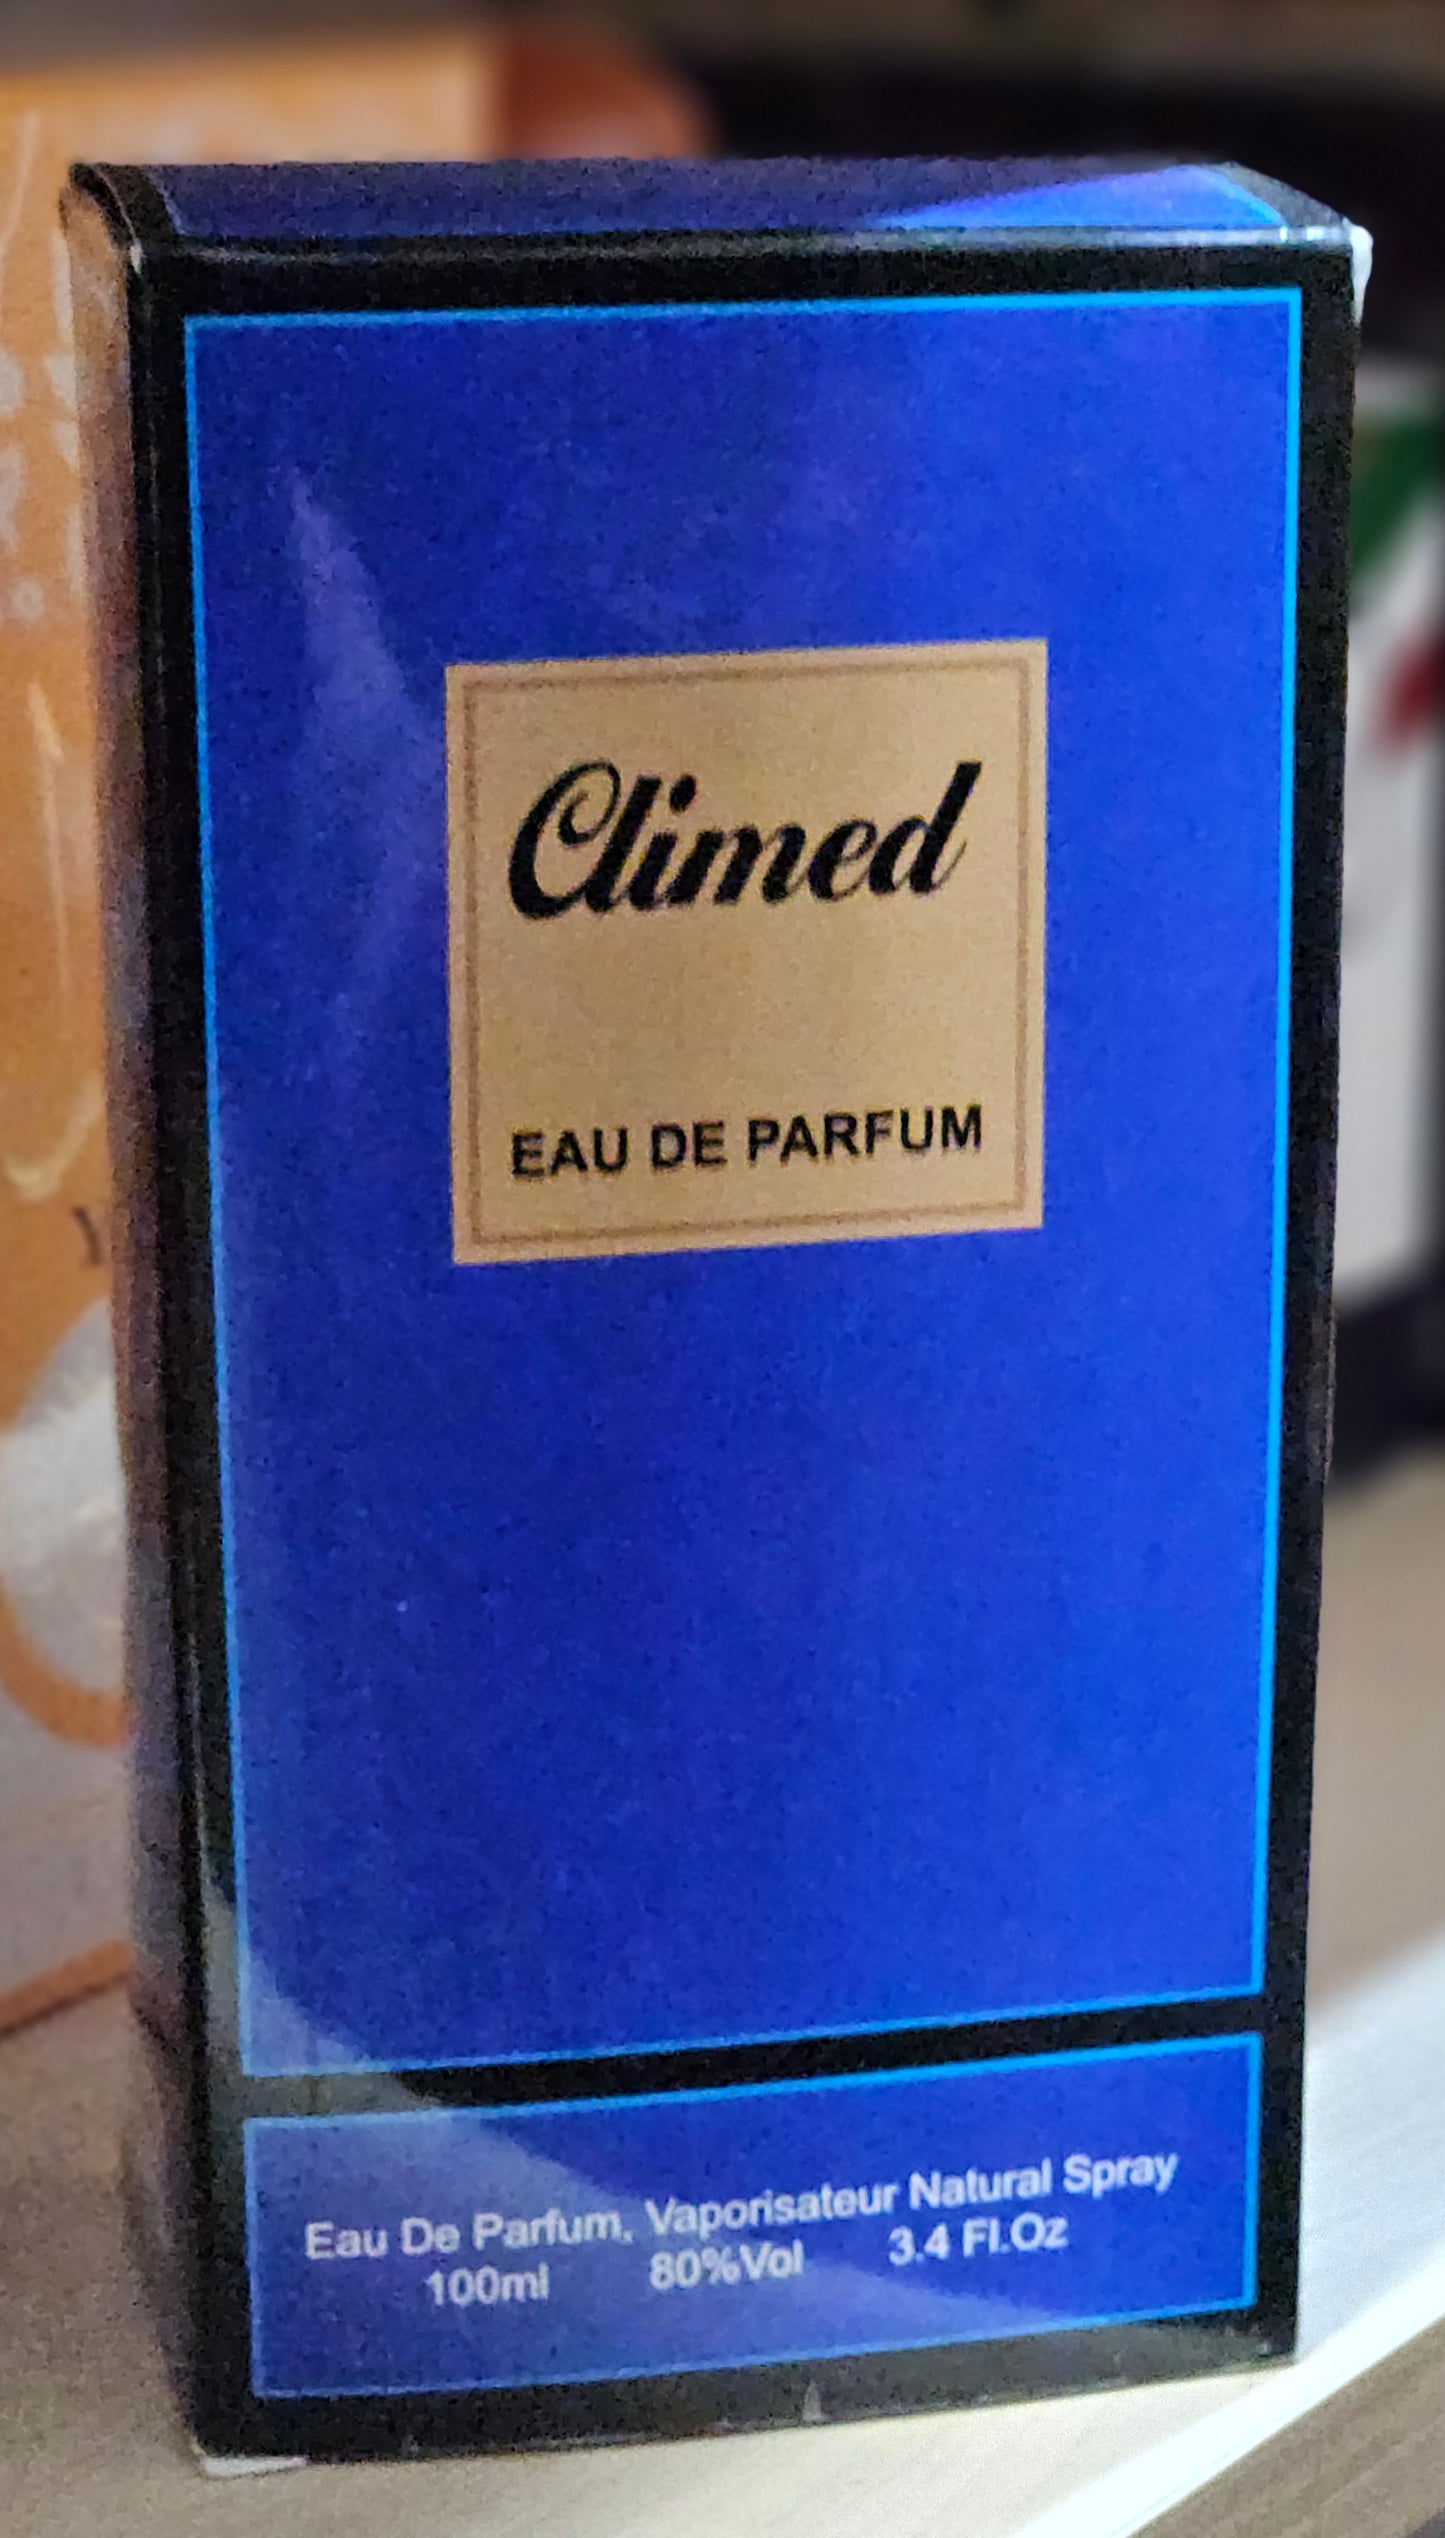 Climed
EAU DE PARFUM
Eau De Parfum. Vaporisateur Natural Spray
100ml 80%Vol 3.4 Fl.Oz